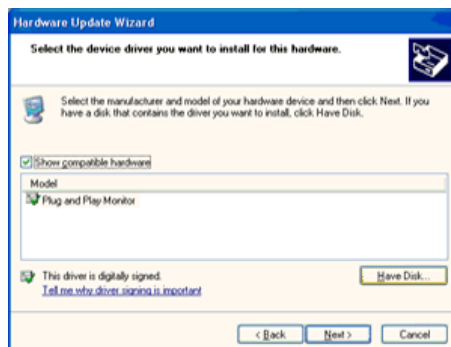 Hardware Update Wizard
Select the device driver you want to install for this hardware.
Select the manufacturer and model of your hardware device and then click Next. If you
have a disk that contains the driver you want to install, click Have Disk.
Show compatible hardware
Model
Plug and Play Monitor
This driver is digitally signed.
Have Disk...
Tell me why driver signing is important
< Back
Next >
Cancel